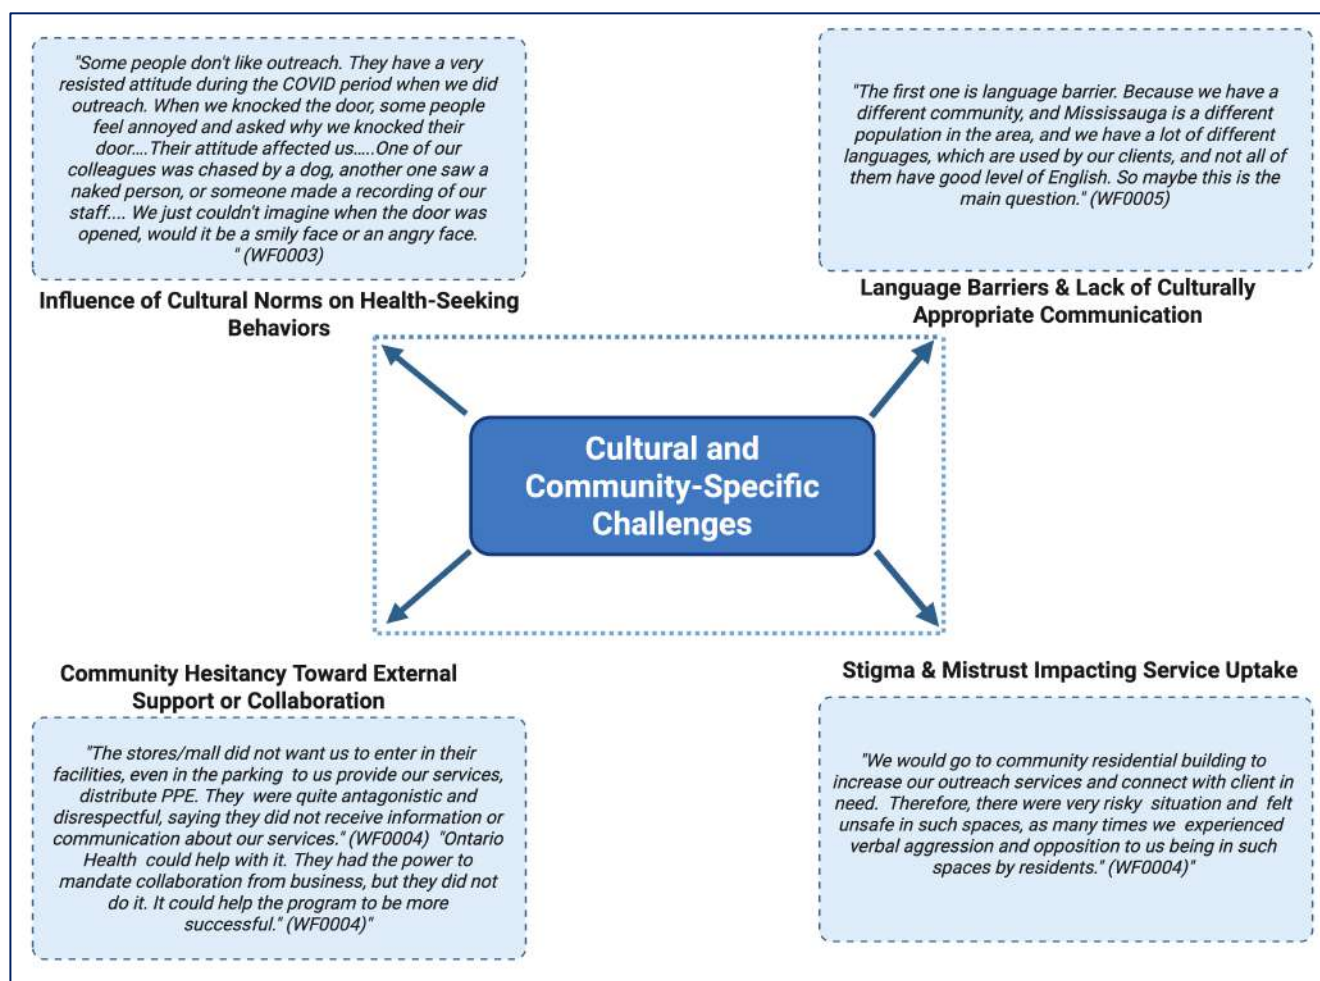 "Some people don't like outreach. They have a very
resisted attitude during the COVID period when we did
outreach. When we knocked the door, some people
feel annoyed and asked why we knocked their
door....Their attitude affected us.....One of our
colleagues was chased by a dog, another one saw a
naked person, or someone made a recording of our
staff.... We just couldn't imagine when the door was
opened, would it be a smily face or an angry face.
" (WF0003)
Influence of Cultural Norms on Health-Seeking
Behaviors
"The first one is language barrier. Because we have a
different community, and Mississauga is a different
population in the area, and we have a lot of different
languages, which are used by our clients, and not all of
them have good level of English. So maybe this is the
main question." (WF0005)
Language Barriers & Lack of Culturally
Appropriate Communication
Cultural and
Community-Specific
Challenges
Community Hesitancy Toward External
Support or Collaboration
"The stores/mall did not want us to enter in their
facilities, even in the parking to us provide our services,
distribute PPE. They were quite antagonistic and
disrespectful, saying they did not receive information or
communication about our services." (WF0004) "Ontario
Health could help with it. They had the power to
mandate collaboration from business, but they did not
do it. It could help the program to be more
successful." (WF0004)"
Stigma & Mistrust Impacting Service Uptake
"We would go to community residential building to
increase our outreach services and connect with client in
need. Therefore, there were very risky situation and felt
unsafe in such spaces, as many times we experienced
verbal aggression and opposition to us being in such
spaces by residents." (WF0004)"